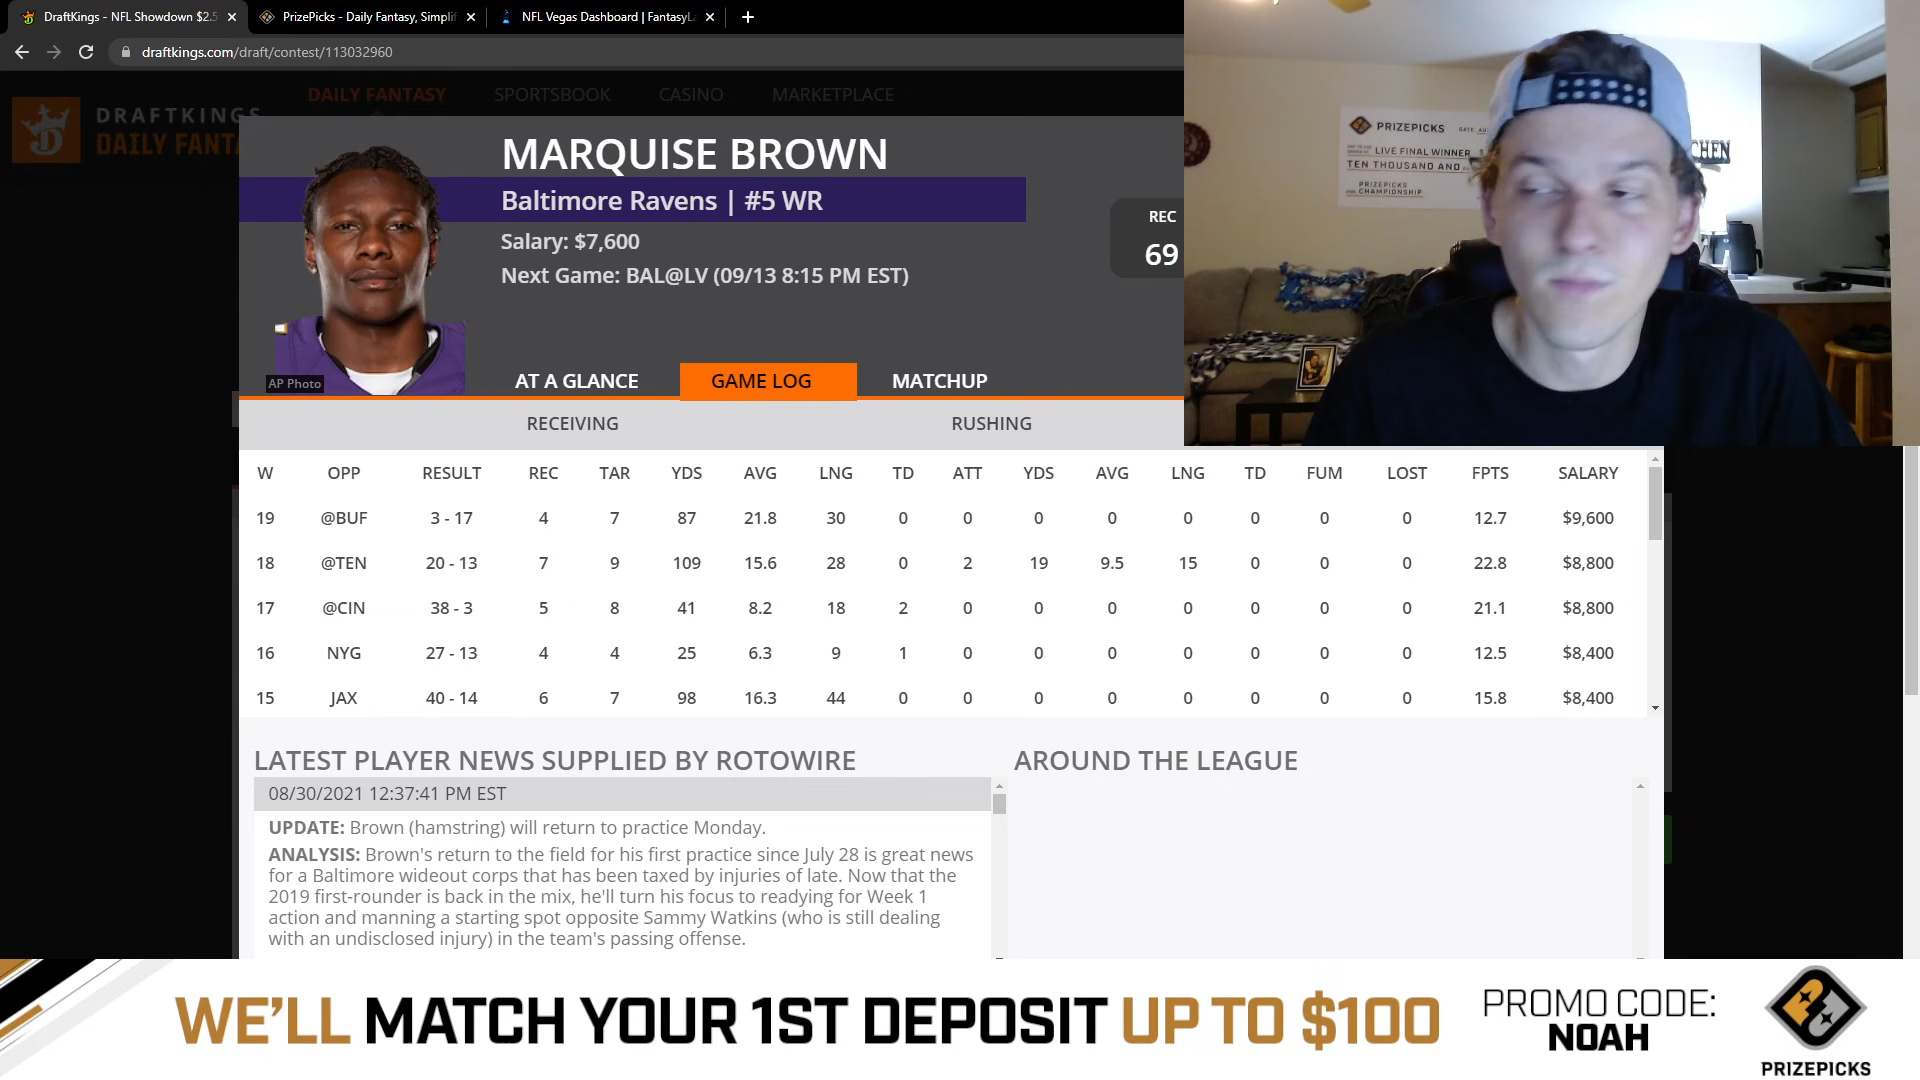 DraftKings - NFL Showdown $2.5
PrizePicks - Daily Fantasy, Simplif
NFL Vegas Dashboard | FantasyLa
draftkings.com/draft/contest/113032960
DRAFTKINGS
DAILY FANTA
DAILY FANTASY
SPORTSBOOK
CASINO
MARKETPLACE
MARQUISE BROWN
Baltimore Ravens | #5 WR
Salary: $7,600
Next Game: BAL@LV (09/13 8:15 PM EST)
REC
69
AP Photo
AT A GLANCE
GAME LOG
MATCHUP
PRIZEPICKS
LIVE FINAL WINNER
TEN THOUSAND AND
PRIZEPICKS
CHAMPIONSHIP
CHEN
RECEIVING RUSHING
W OPP RESULT REC TAR YDS AVG LNG TD ATT YDS AVG LNG TD FUM LOST FPTS SALARY
19 @BUF 3 - 17 4 7 87 21.8 30 0 0 0 0 0 0 0 0 12.7 $9,600
18 @TEN 20 - 13 7 9 109 15.6 28 0 2 19 9.5 15 0 0 0 22.8 $8,800
17 @CIN 38 - 3 5 8 41 8.2 18 2 0 0 0 0 0 0 0 21.1 $8,800
16 NYG 27 - 13 4 4 25 6.3 9 1 0 0 0 0 0 0 0 12.5 $8,400
15 JAX 40 - 14 6 7 98 16.3 44 0 0 0 0 0 0 0 0 15.8 $8,400
LATEST PLAYER NEWS SUPPLIED BY ROTOWIRE
08/30/2021 12:37:41 PM EST
UPDATE: Brown (hamstring) will return to practice Monday.
ANALYSIS: Brown's return to the field for his first practice since July 28 is great news
for a Baltimore wideout corps that has been taxed by injuries of late. Now that the
2019 first-rounder is back in the mix, he'll turn his focus to readying for Week 1
action and manning a starting spot opposite Sammy Watkins (who is still dealing
with an undisclosed injury) in the team's passing offense.
AROUND THE LEAGUE
WE'LL MATCH YOUR 1ST DEPOSIT UP TO $100
PROMO CODE:
NOAH
PRIZEPICKS